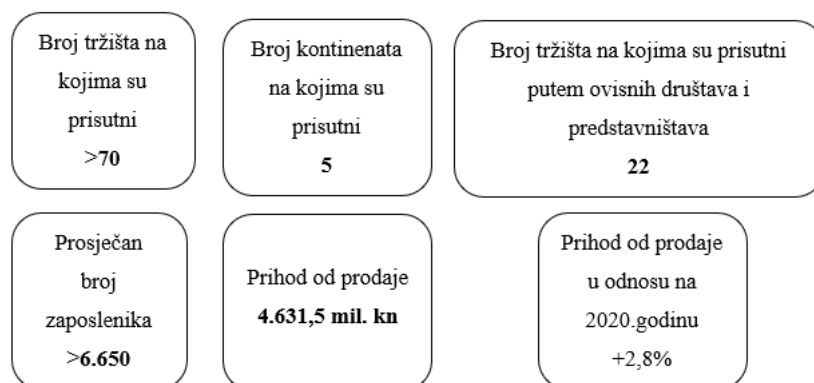 Broj tržišta na
kojima su
prisutni
>70
Broj kontinenata
na kojima su
prisutni
5
Broj tržišta na kojima su prisutni
putem ovisnih društava i
predstavništava
22
Prosječan
broj
zaposlenika
>6.650
Prihod od prodaje
4.631,5 mil. kn
Prihod od prodaje
u odnosu na
2020.godinu
+2,8%